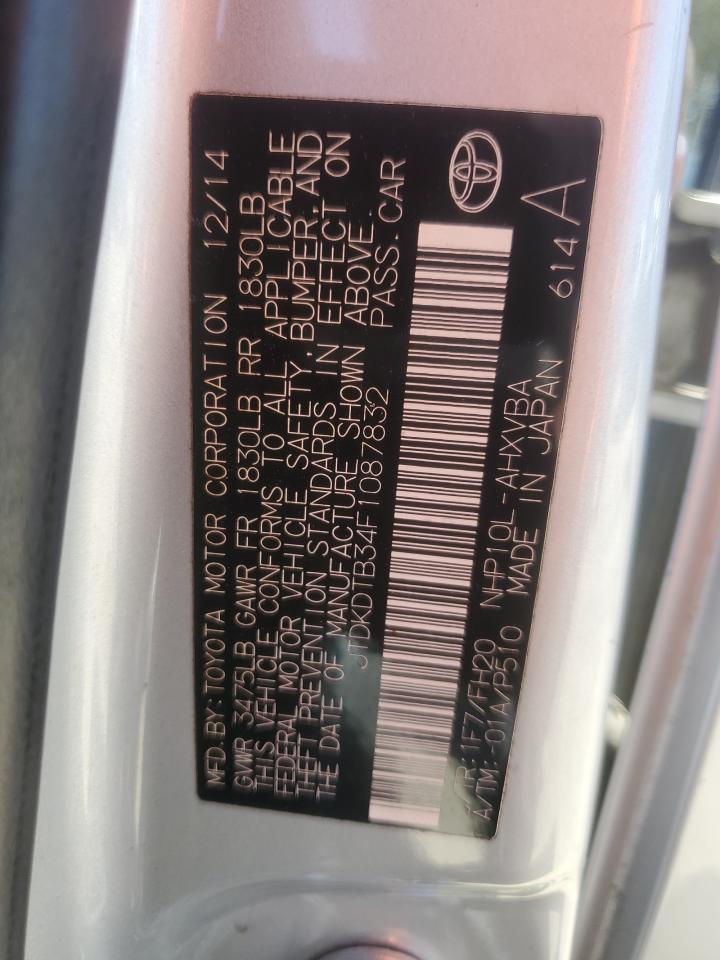 MFD.BY:TOYOTA MOTOR CORPORATION 12/14
GVWR 3475LB GAWR FR 1830LB RR 1830LB
THIS VEHICLE CONFORMS TO ALL APPLICABLE
FEDERAL MOTOR VEHICLE SAFETY, BUMPER, AND
THEFT PREVENTION STANDARDS IN EFFECT ON
THE DATE OF MANUFACTURE SHOWN ABOVE.
JTDKDTB34F1087832 PASS.CAR
C/TR:1F7/FH20 NHP10L-AHXVBA
A/TM:-01A/P510 MADE IN JAPAN 614 A